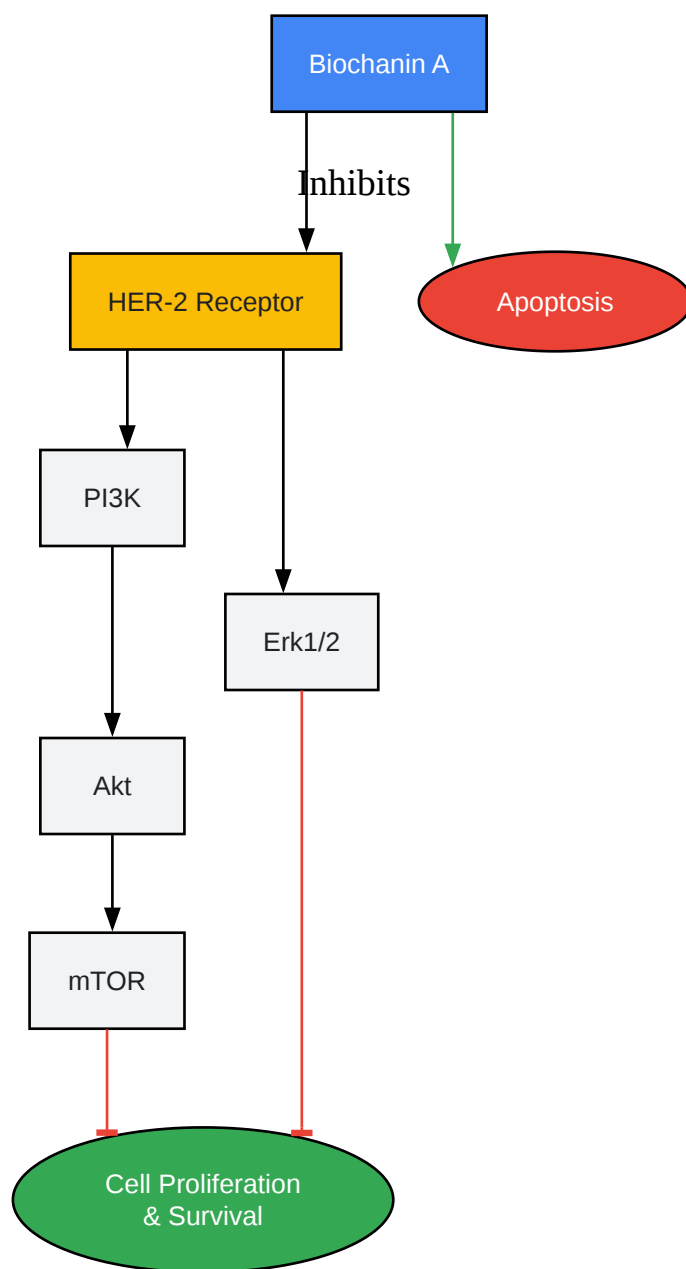 Biochanin A
Inhibits
HER-2 Receptor
Apoptosis
PI3K
Erk1/2
Akt
mTOR
Cell Proliferation
& Survival